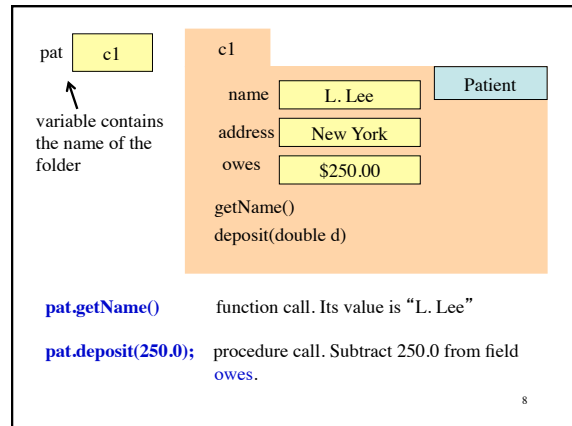 pat c1
variable contains
the name of the
folder
c1
Patient
name L. Lee
address New York
owes $250.00
getName()
deposit(double d)
pat.getName() function call. Its value is “L. Lee”
pat.deposit(250.0); procedure call. Subtract 250.0 from field
owes.
8